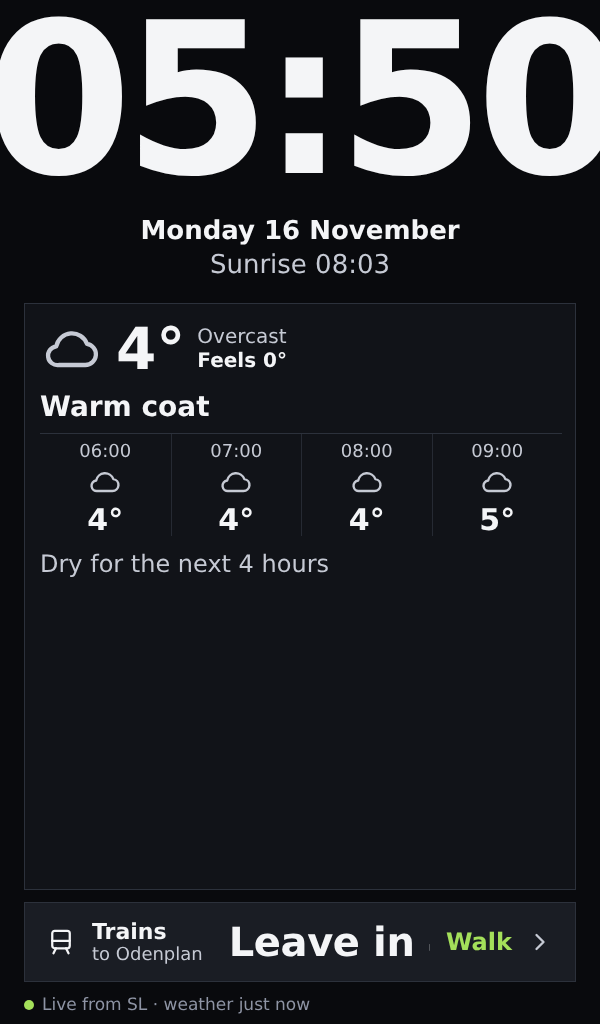 05:50
Monday 16 November
Sunrise 08:03
4° Overcast
Feels 0°
Warm coat
06:00 07:00 08:00 09:00
4° 4° 4° 5°
Dry for the next 4 hours
Trains
to Odenplan
Leave in
Walk
Live from SL · weather just now